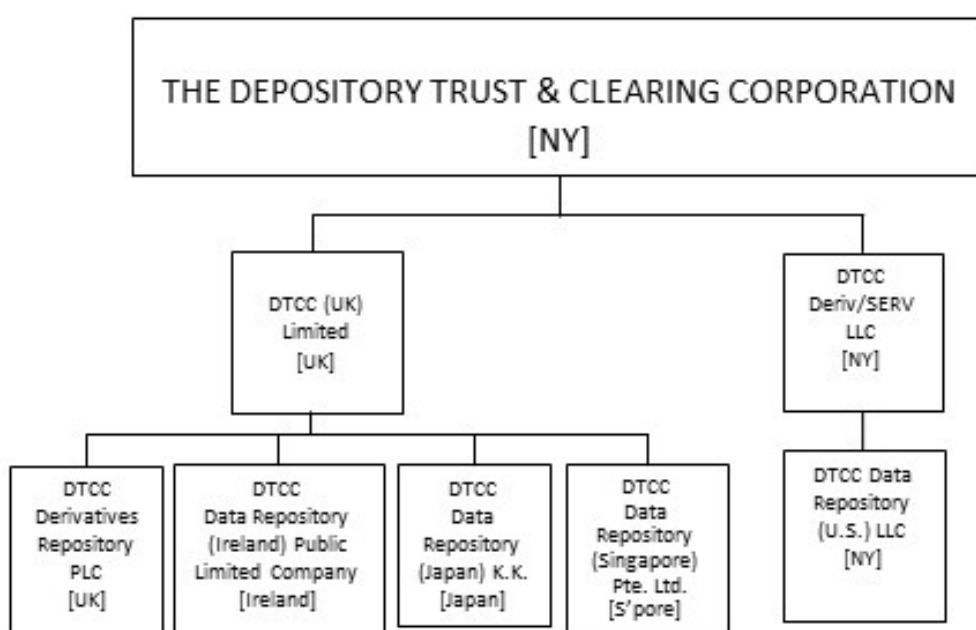 THE DEPOSITORY TRUST & CLEARING CORPORATION
[NY]
DTCC (UK)
Limited
[UK]
DTCC
Deriv/SERV
LLC
[NY]
DTCC
Derivatives
Repository
PLC
[UK]
DTCC
Data Repository
(Ireland) Public
Limited Company
[Ireland]
DTCC
Data
Repository
(Japan) K.K.
[Japan]
DTCC
Data
Repository
(Singapore)
Pte. Ltd.
[S'pore]
DTCC Data
Repository
(U.S.) LLC
[NY]